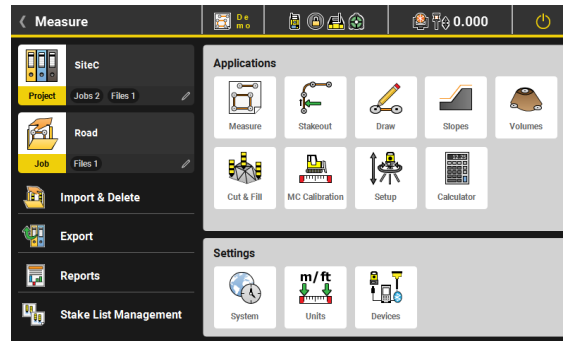 Measure
De
mo
0.000
SiteC
Project
Jobs 2
Files 1
Road
Job
Files 1
Import & Delete
Export
Reports
Stake List Management
Applications
Measure
Stakeout
Draw
Slopes
Volumes
Cut & Fill
MC Calibration
Setup
Calculator
Settings
m/ft
System
Units
Devices